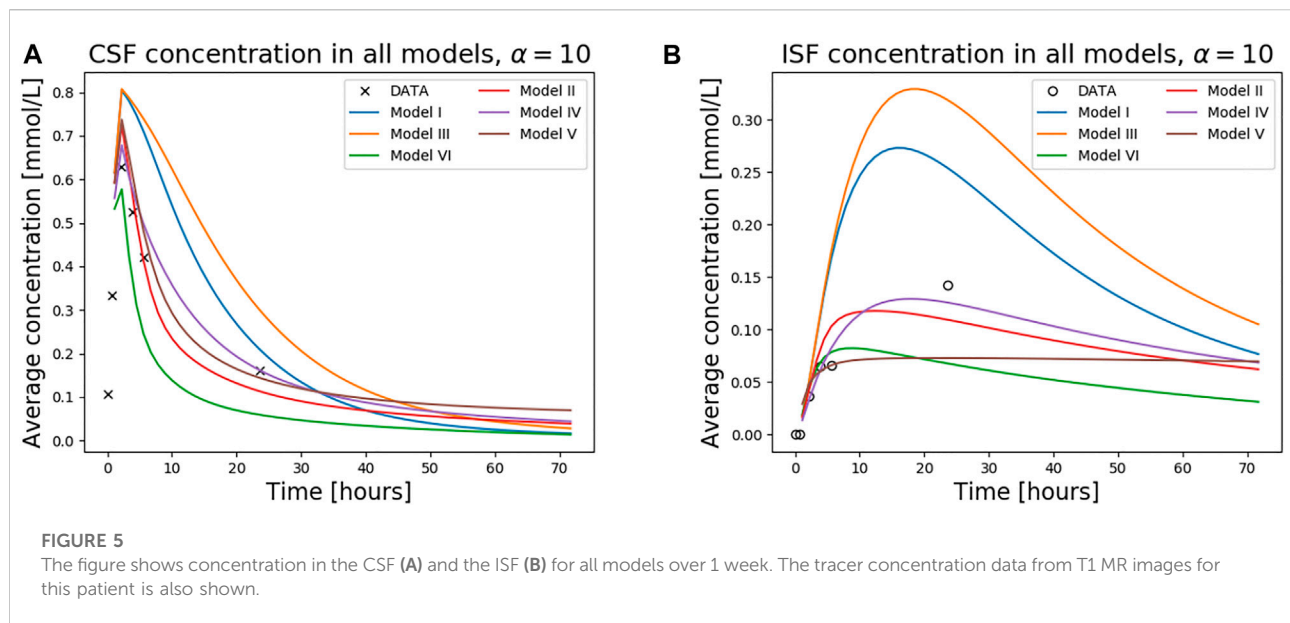 A
CSF concentration in all models, α = 10
Average concentration [mmol/L]
0.8
0.7
0.6
0.5
0.4
0.3
0.2
0.1
0.0
DATA
Model I
Model III
Model VI
Model II
Model IV
Model V
0 10 20 30 40 50 60 70
Time [hours]
B
ISF concentration in all models, α = 10
Average concentration [mmol/L]
0.30
0.25
0.20
0.15
0.10
0.05
0.00
DATA
Model I
Model III
Model VI
Model II
Model IV
Model V
0 10 20 30 40 50 60 70
Time [hours]
FIGURE 5
The figure shows concentration in the CSF (A) and the ISF (B) for all models over 1 week. The tracer concentration data from T1 MR images for
this patient is also shown.